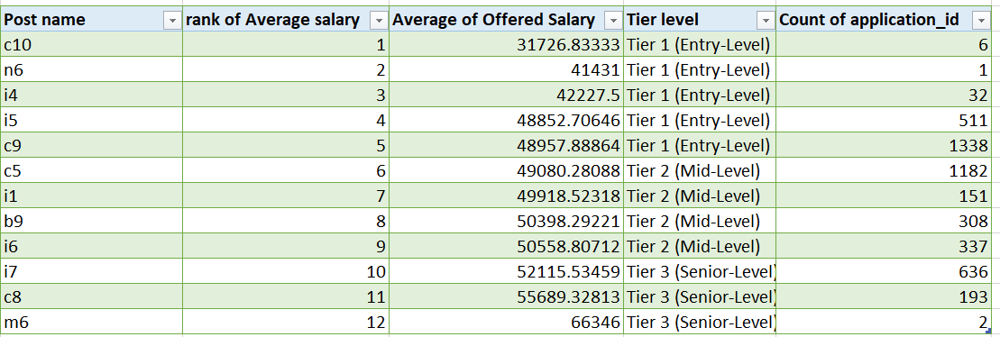 Post name rank of Average salary Average of Offered Salary Tier level Count of application_id
c10 1 31726.83333 Tier 1 (Entry-Level) 6
n6 2 41431 Tier 1 (Entry-Level) 1
i4 3 42227.5 Tier 1 (Entry-Level) 32
i5 4 48852.70646 Tier 1 (Entry-Level) 511
c9 5 48957.88864 Tier 1 (Entry-Level) 1338
c5 6 49080.28088 Tier 2 (Mid-Level) 1182
i1 7 49918.52318 Tier 2 (Mid-Level) 151
b9 8 50398.29221 Tier 2 (Mid-Level) 308
i6 9 50558.80712 Tier 2 (Mid-Level) 337
i7 10 52115.53459 Tier 3 (Senior-Level) 636
c8 11 55689.32813 Tier 3 (Senior-Level) 193
m6 12 66346 Tier 3 (Senior-Level) 2